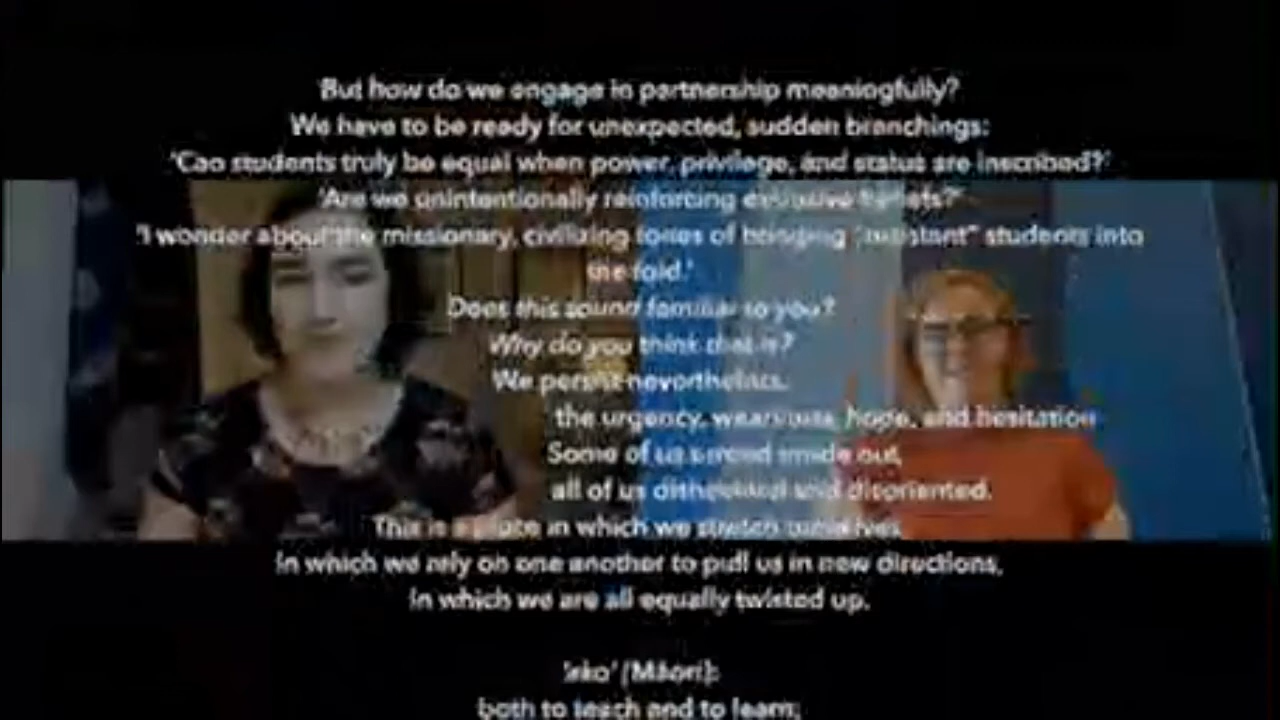 'But how do we engage in partnership meaningfully?
We have to be ready for unexpected, sudden branchings:
'Can students truly be equal when power, privilege, and status are inscribed?'
'Are we unintentionally reinforcing
'I wonder about the missionary, civilizing tones of bringing students into
the fold.'
Does this sound familiar to you?
Why do you think that is?
We persist nevertheless.
the urgency, weariness, hope, and hesitation
Some of us inside out,
all of us and disoriented.
This is a place in which we stretch ourselves
In which we rely on one another to pull us in new directions,
In which we are all equally twisted up.
'ako' (Māori):
both to teach and to learn;